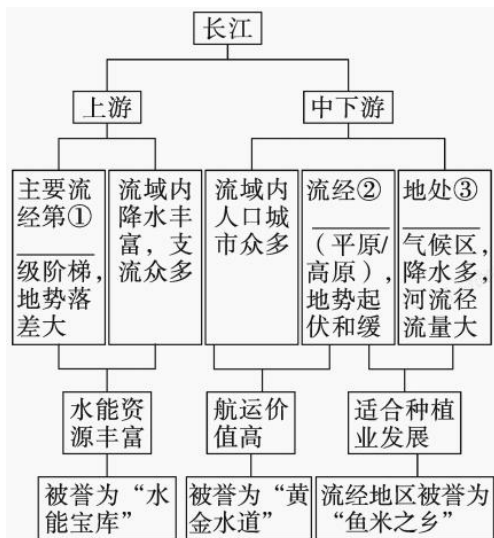 长江
上游
中下游
主要流
经第①
级阶梯，
地势落
差大
流域内
降水丰
富，支
流众多
流域内
人口城
市众多
流经②
（平原/
高原），
地势起
伏和缓
地处③
气候区，
降水多，
河流径
流量大
水能资
源丰富
航运价
值高
适合种植
业发展
被誉为“水
能宝库”
被誉为“黄
金水道”
流经地区被誉为
“鱼米之乡”